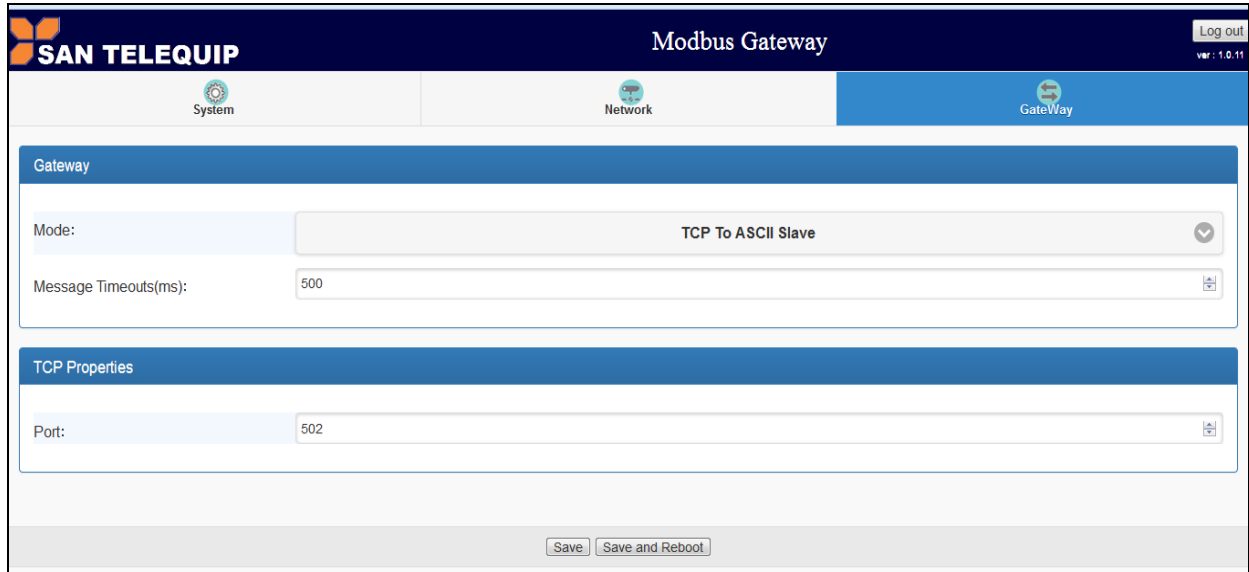 SAN TELEQUIP
Modbus Gateway
Log out
ver : 1.0.11
System
Network
GateWay
Gateway
Mode:
TCP To ASCII Slave
Message Timeouts(ms):
500
TCP Properties
Port:
502
Save
Save and Reboot